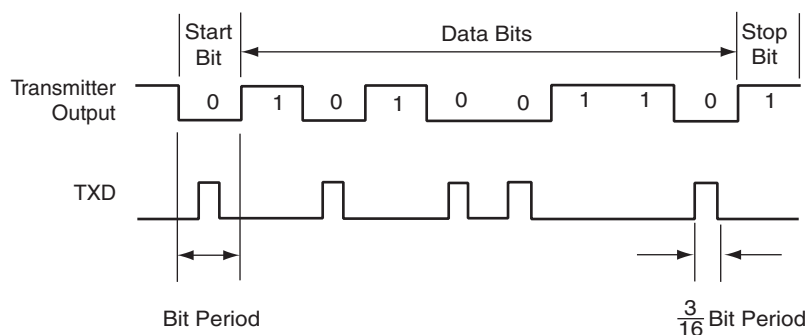 Start Bit
Data Bits
Stop Bit
Transmitter Output
0 1 0 1 0 0 1 1 0 1
TXD
Bit Period
3/16 Bit Period